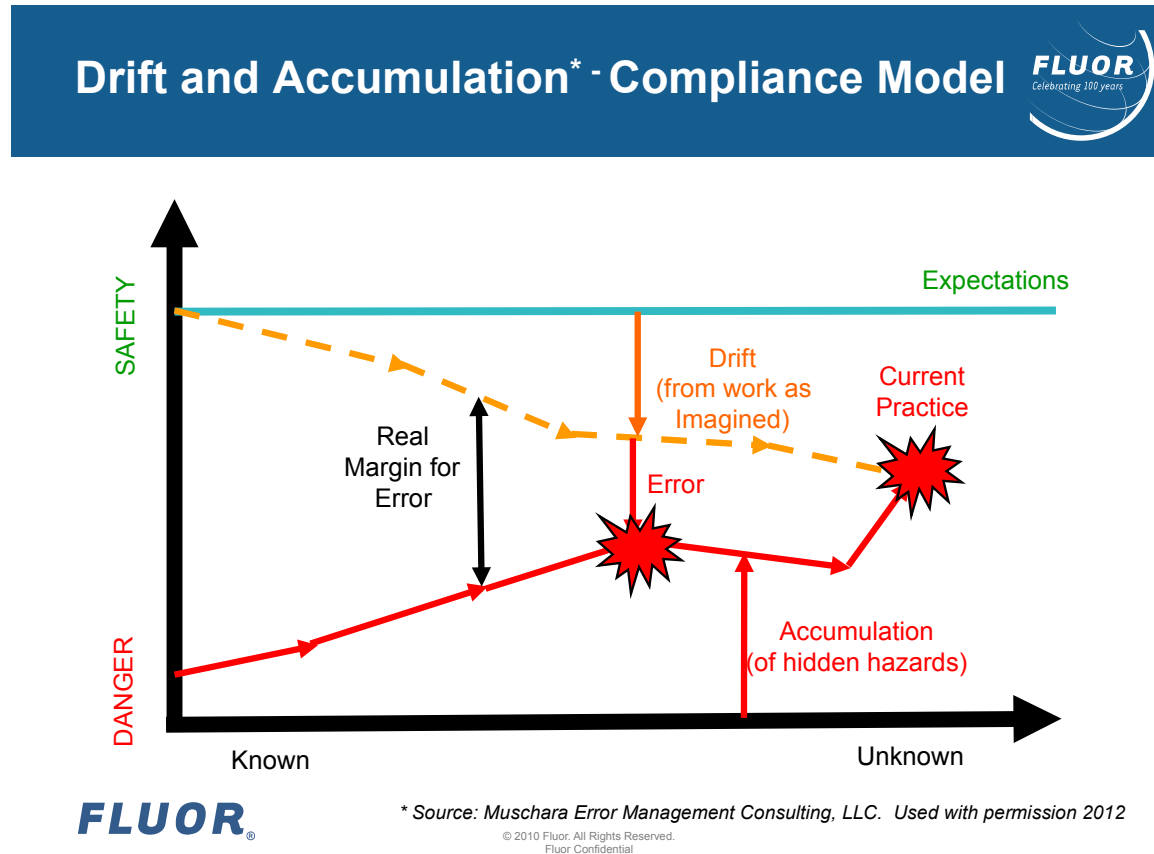 Drift and Accumulation* - Compliance Model
FLUOR
Celebrating 100 years
SAFETY
Expectations
Drift
(from work as
Imagined)
Current
Practice
Real
Margin for
Error
Error
DANGER
Accumulation
(of hidden hazards)
Known
Unknown
FLUOR®
* Source: Muschara Error Management Consulting, LLC. Used with permission 2012
© 2010 Fluor. All Rights Reserved.
Fluor Confidential